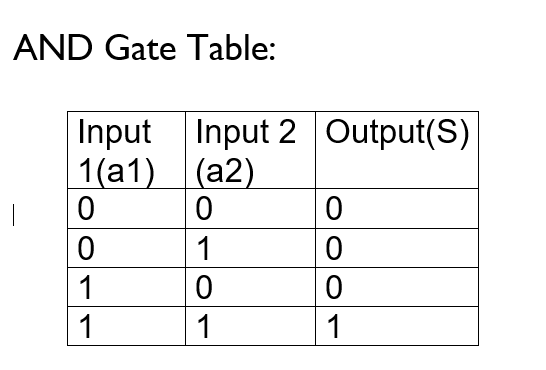 AND Gate Table:
Input 1(a1) Input 2 (a2) Output(S)
0 0 0
0 1 0
1 0 0
1 1 1